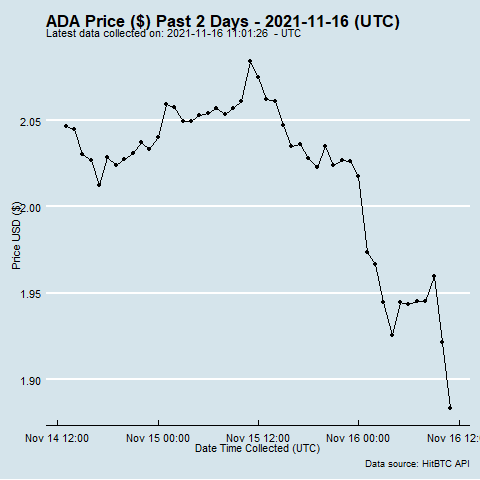 ADA Price ($) Past 2 Days - 2021-11-16 (UTC)
Latest data collected on: 2021-11-16 11:01:26  - UTC
Price USD ($)
2.05
2.00
1.95
1.90
Nov 14 12:00
Nov 15 00:00
Nov 15 12:00
Nov 16 00:00
Nov 16 12:0
Date Time Collected (UTC)
Data source: HitBTC API